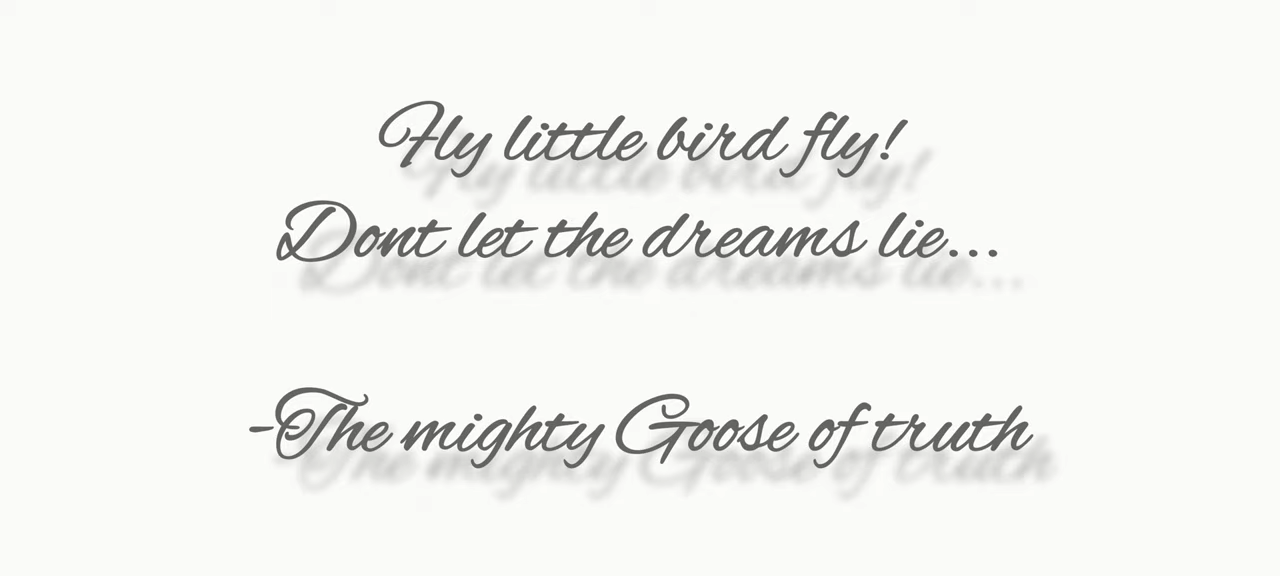 Fly little bird fly!
Dont let the dreams lie...
-The mighty Goose of truth